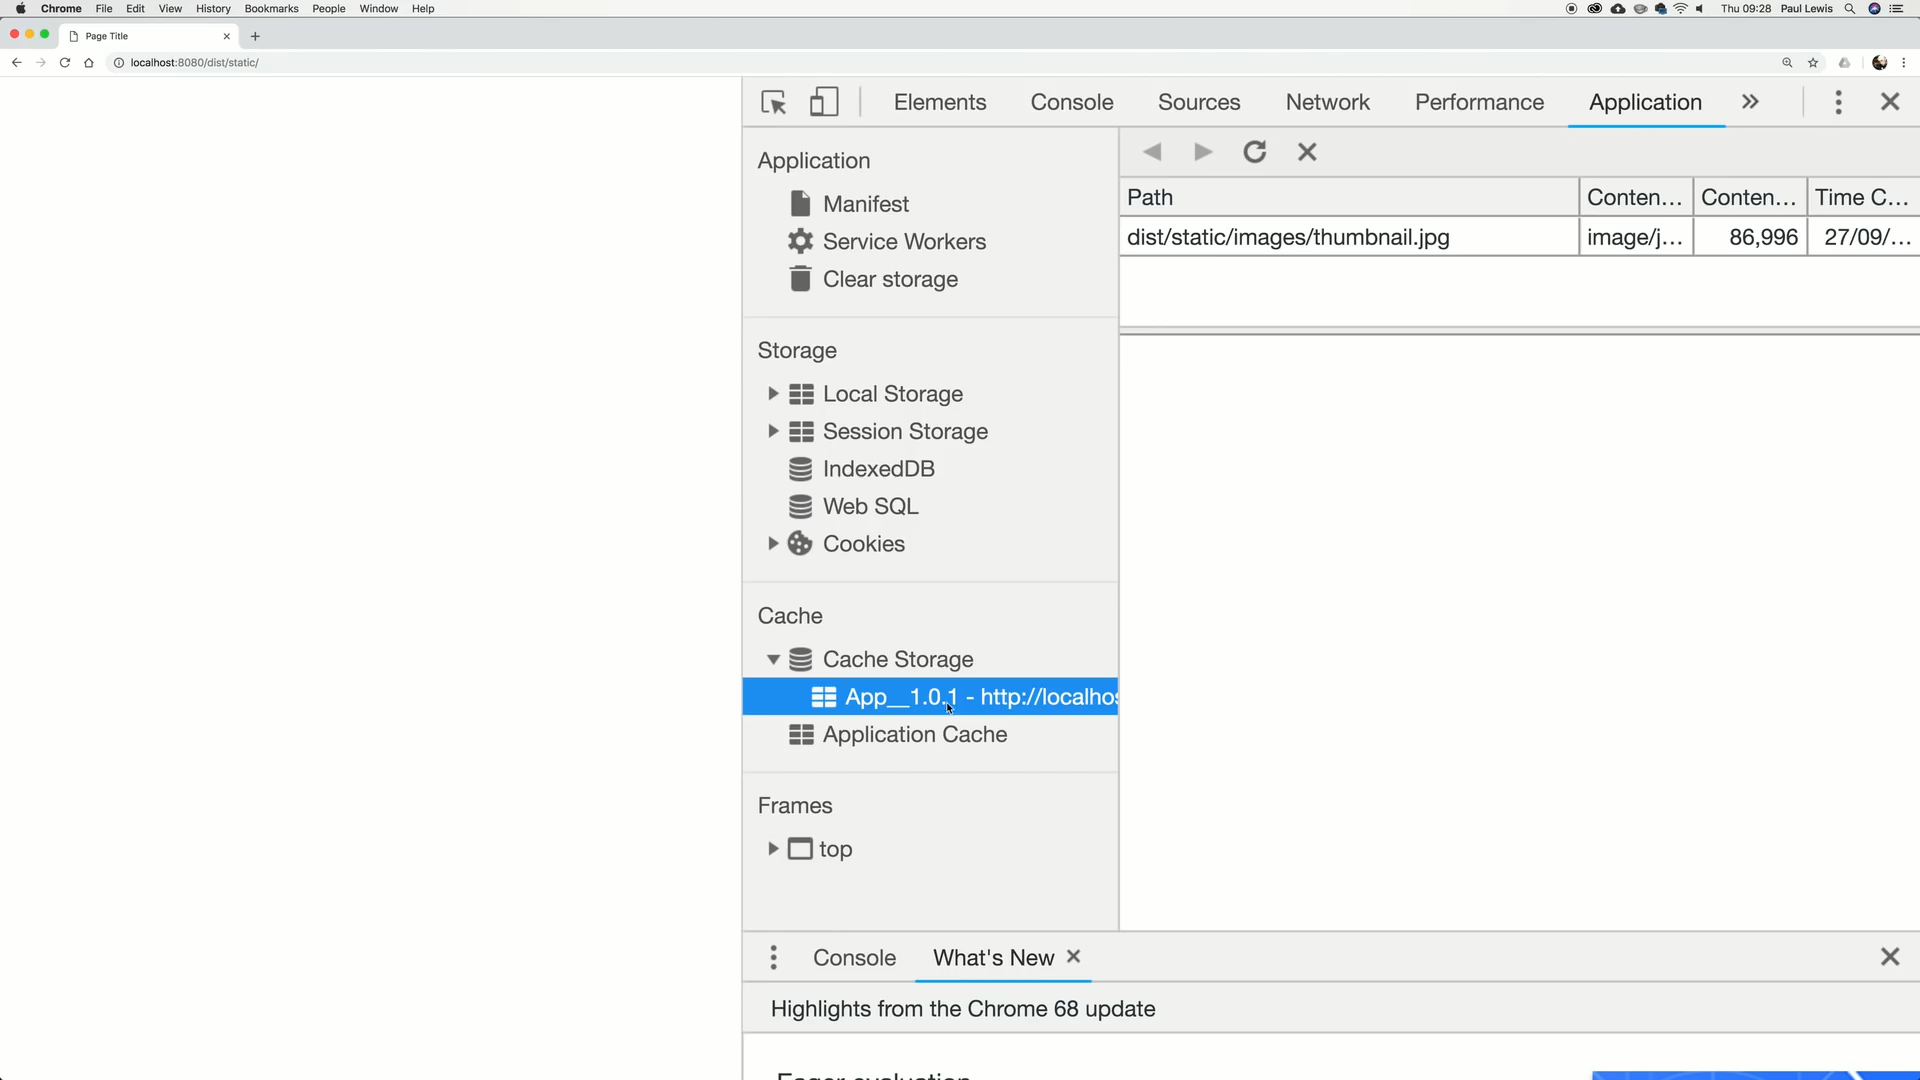 Chrome File Edit View History Bookmarks People Window Help
Thu 09:28 Paul Lewis
Page Title
localhost:8080/dist/static/
Elements Console Sources Network Performance Application
Application
Manifest
Service Workers
Clear storage
Storage
Local Storage
Session Storage
IndexedDB
Web SQL
Cookies
Cache
Cache Storage
App__1.0.1 - http://localhos
Application Cache
Frames
top
Path Conten... Conten... Time C...
dist/static/images/thumbnail.jpg image/j... 86,996 27/09/...
Console What's New
Highlights from the Chrome 68 update
Eager evaluation